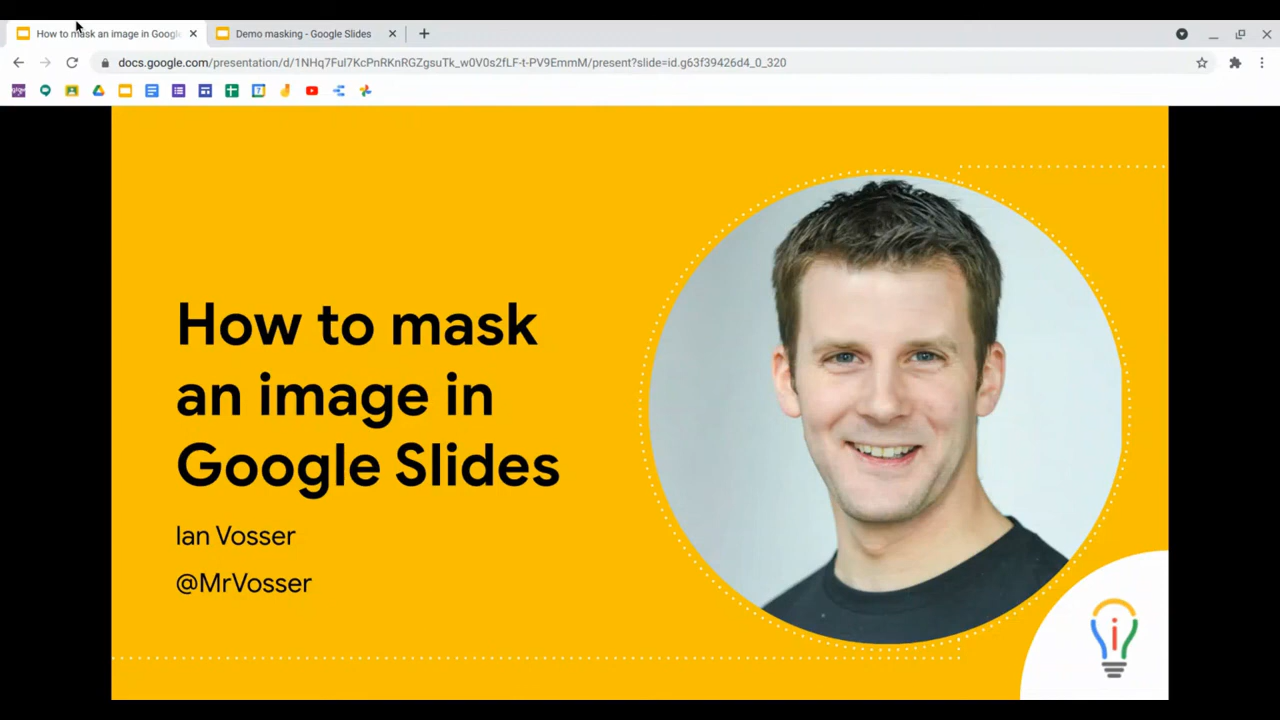 How to mask an image in Googl
Demo masking - Google Slides
docs.google.com/presentation/d/1NHq7Ful7KcPnRKnRGZgsuTk_w0V0s2fLF-t-PV9EmmM/present?slide=id.g63f39426d4_0_320
How to mask
an image in
Google Slides
Ian Vosser
@MrVosser